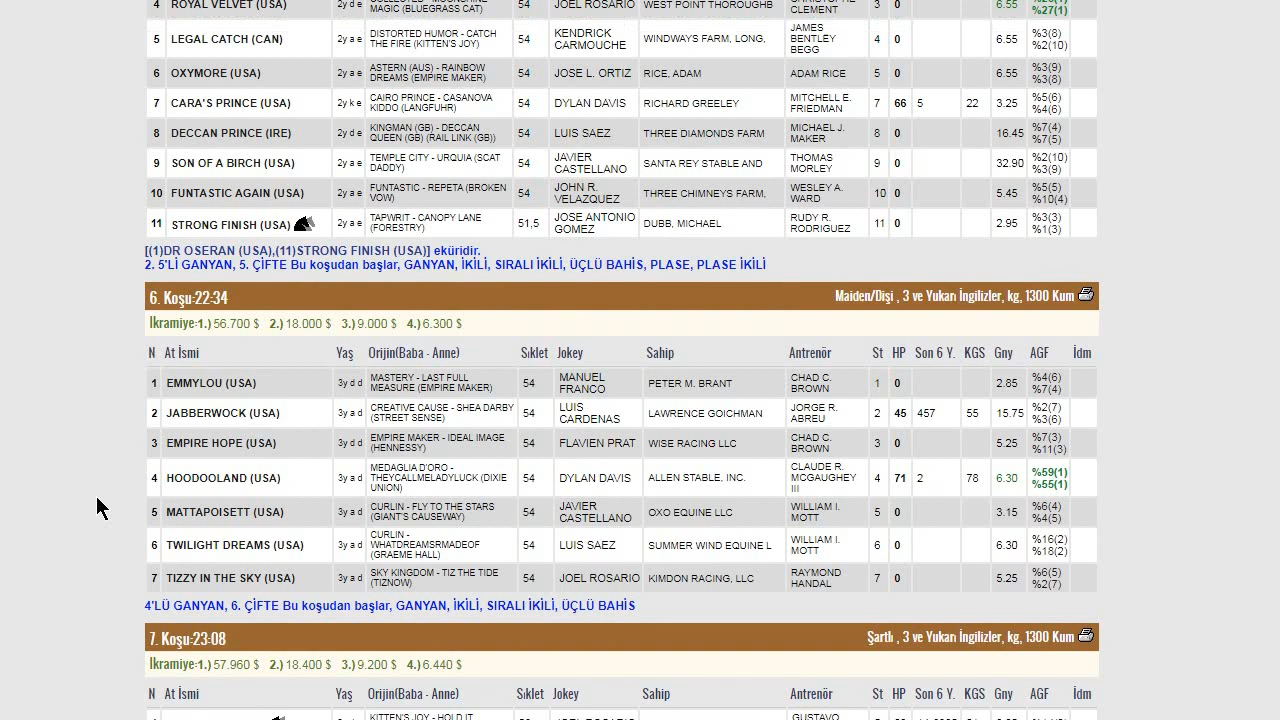 4 ROYAL VELVET (USA) 2y d e MAGIC (BLUEGRASS CAT) 54 JOEL ROSARIO WEST POINT THOROUGHB CLEMENT 3 0 6.55 %27(1)
5 LEGAL CATCH (CAN) 2y a e DISTORTED HUMOR - CATCH THE FIRE (KITTEN'S JOY) 54 KENDRICK CARMOUCHE WINDWAYS FARM, LONG, JAMES BENTLEY BEGG 4 0 6.55 %3(8) %2(10)
6 OXYMORE (USA) 2y k e ASTERN (AUS) - RAINBOW DREAMS (EMPIRE MAKER) 54 JOSE L. ORTIZ RICE, ADAM ADAM RICE 5 0 6.55 %3(9) %3(8)
7 CARA'S PRINCE (USA) 2y k e CAIRO PRINCE - CASANOVA KIDDO (LANGFUHR) 54 DYLAN DAVIS RICHARD GREELEY MITCHELL E. FRIEDMAN 7 66 5 22 3.25 %5(6) %4(6)
8 DECCAN PRINCE (IRE) 2y d e KINGMAN (GB) - DECCAN QUEEN (GB) (RAIL LINK (GB)) 54 LUIS SAEZ THREE DIAMONDS FARM MICHAEL J. MAKER 8 0 16.45 %7(4) %7(5)
9 SON OF A BIRCH (USA) 2y a e TEMPLE CITY - URQUIA (SCAT DADDY) 54 JAVIER CASTELLANO SANTA REY STABLE AND THOMAS MORLEY 9 0 32.90 %2(10) %3(9)
10 FUNTASTIC AGAIN (USA) 2y d e FUNTASTIC - REPETA (BROKEN VOW) 54 JOHN R. VELAZQUEZ THREE CHIMNEYS FARM, WESLEY A. WARD 10 0 5.45 %5(5) %10(4)
11 STRONG FINISH (USA) 2y a e TAPWRIT - CANOPY LANE (FORESTRY) 51,5 JOSE ANTONIO GOMEZ DUBB, MICHAEL RUDY R. RODRIGUEZ 11 0 2.95 %3(3) %1(3)
[(1)DR OSERAN (USA),(11)STRONG FINISH (USA)] eküridir.
2. 5'Lİ GANYAN, 5. ÇİFTE Bu koşudan başlar, GANYAN, İKİLİ, SIRALI İKİLİ, ÜÇLÜ BAHİS, PLASE, PLASE İKİLİ
6. Koşu:22:34 Maiden/Dişi , 3 ve Yukarı İngilizler, kg, 1300 Kum
İkramiye:1.) 56.700 $ 2.) 18.000 $ 3.) 9.000 $ 4.) 6.300 $
N At İsmi Yaş Orijin(Baba - Anne) Sıklet Jokey Sahip Antrenör St HP Son 6 Y. KGS Gny AGF İdm
1 EMMYLOU (USA) 3y d d MASTERY - LAST FULL MEASURE (EMPIRE MAKER) 54 MANUEL FRANCO PETER M. BRANT CHAD C. BROWN 1 0 2.85 %4(6) %7(4)
2 JABBERWOCK (USA) 3y a d CREATIVE CAUSE - SHEA DARBY (STREET SENSE) 54 LUIS CARDENAS LAWRENCE GOICHMAN JORGE R. ABREU 2 45 457 55 15.75 %2(7) %3(6)
3 EMPIRE HOPE (USA) 3y d d EMPIRE MAKER - IDEAL IMAGE (HENNESSY) 54 FLAVIEN PRAT WISE RACING LLC CHAD C. BROWN 3 0 5.25 %7(3) %11(3)
4 HOODOOLAND (USA) 3y d d MEDAGLIA D'ORO - THEYCALLMELADYLUCK (DIXIE UNION) 54 DYLAN DAVIS ALLEN STABLE, INC. CLAUDE R. MCGAUGHEY III 4 71 2 78 6.30 %59(1) %55(1)
5 MATTAPOISETT (USA) 3y d d CURLIN - FLY TO THE STARS (GIANT'S CAUSEWAY) 54 JAVIER CASTELLANO OXO EQUINE LLC WILLIAM I. MOTT 5 0 3.15 %6(4) %4(5)
6 TWILIGHT DREAMS (USA) 3y a d CURLIN - WHATDREAMSRMADEOF (GRAEME HALL) 54 LUIS SAEZ SUMMER WIND EQUINE L WILLIAM I. MOTT 6 0 6.30 %16(2) %18(2)
7 TIZZY IN THE SKY (USA) 3y a d SKY KINGDOM - TIZ THE TIDE (TIZNOW) 54 JOEL ROSARIO KIMDON RACING, LLC RAYMOND HANDAL 7 0 5.25 %6(5) %2(7)
4'LÜ GANYAN, 6. ÇİFTE Bu koşudan başlar, GANYAN, İKİLİ, SIRALI İKİLİ, ÜÇLÜ BAHİS
7. Koşu:23:08 Şartlı , 3 ve Yukarı İngilizler, kg, 1300 Kum
İkramiye:1.) 57.960 $ 2.) 18.400 $ 3.) 9.200 $ 4.) 6.440 $
N At İsmi Yaş Orijin(Baba - Anne) Sıklet Jokey Sahip Antrenör St HP Son 6 Y. KGS Gny AGF İdm
KITTEN'S JOY - HOLD IT GUSTAVO